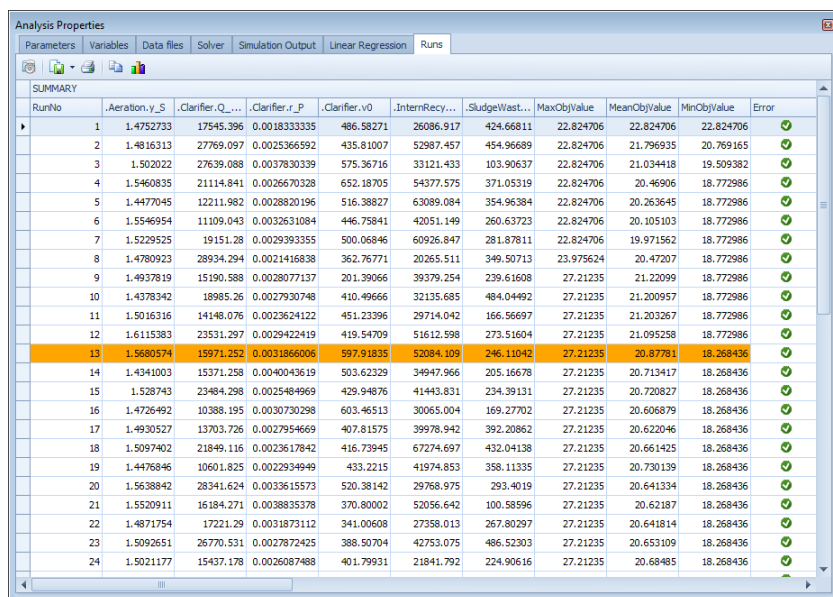 Analysis Properties
Parameters Variables Data files Solver Simulation Output Linear Regression Runs
SUMMARY
RunNo .Aeration.y_S .Clarifier.Q_... .Clarifier.r_P .Clarifier.v0 .InternRecy... .SludgeWast... MaxObjValue MeanObjValue MinObjValue Error
1 1.4752733 17545.396 0.0018333335 486.58271 26086.917 424.66811 22.824706 22.824706 22.824706
2 1.4816313 27769.097 0.0025366592 435.81007 52987.457 454.96689 22.824706 21.796935 20.769165
3 1.502022 27639.088 0.0037830339 575.36716 33121.433 103.90637 22.824706 21.034418 19.509382
4 1.5460835 21114.841 0.0026670328 652.18705 54377.575 371.05319 22.824706 20.46906 18.772986
5 1.4477045 12211.982 0.0028820196 516.38827 63089.084 354.96384 22.824706 20.263645 18.772986
6 1.5546954 11109.043 0.0032631084 446.75841 42051.149 260.63723 22.824706 20.105103 18.772986
7 1.5229525 19151.28 0.0029393355 500.06846 60926.847 281.87811 22.824706 19.971562 18.772986
8 1.4780923 28934.294 0.0021416838 362.76771 20265.511 349.50713 23.975624 20.47207 18.772986
9 1.4937819 15190.588 0.0028077137 201.39066 39379.254 239.61608 27.21235 21.22099 18.772986
10 1.4378342 18985.26 0.0027930748 410.49666 32135.685 484.04492 27.21235 21.200957 18.772986
11 1.5016316 14148.076 0.0023624122 451.23396 29714.042 166.56697 27.21235 21.203267 18.772986
12 1.6115383 23531.297 0.0029422419 419.54709 51612.598 273.51604 27.21235 21.095258 18.772986
13 1.5680574 15971.252 0.0031866006 597.91835 52084.109 246.11042 27.21235 20.87781 18.268436
14 1.4341003 15371.258 0.0040043619 503.62329 34947.966 205.16678 27.21235 20.713417 18.268436
15 1.528743 23484.298 0.0025484969 429.94876 41443.831 234.39131 27.21235 20.720827 18.268436
16 1.4726492 10388.195 0.0030730298 603.46513 30065.004 169.27702 27.21235 20.606879 18.268436
17 1.4930527 13703.726 0.0027954669 407.81575 39978.942 392.20862 27.21235 20.622046 18.268436
18 1.5097402 21849.116 0.0023617842 416.73945 67274.697 432.04138 27.21235 20.661425 18.268436
19 1.4476846 10601.825 0.0022934949 433.2215 41974.853 358.11335 27.21235 20.730139 18.268436
20 1.5638842 28341.624 0.0033615573 520.38142 29768.975 293.4019 27.21235 20.641334 18.268436
21 1.5520911 16184.271 0.0038835378 370.80002 52056.642 100.58596 27.21235 20.62187 18.268436
22 1.4871754 17221.29 0.0031873112 341.00608 27358.013 267.80297 27.21235 20.641814 18.268436
23 1.5092651 26770.531 0.0027872425 388.50704 42753.075 486.52303 27.21235 20.653109 18.268436
24 1.5021177 15437.178 0.0026087488 401.79931 21841.792 224.90616 27.21235 20.68485 18.268436